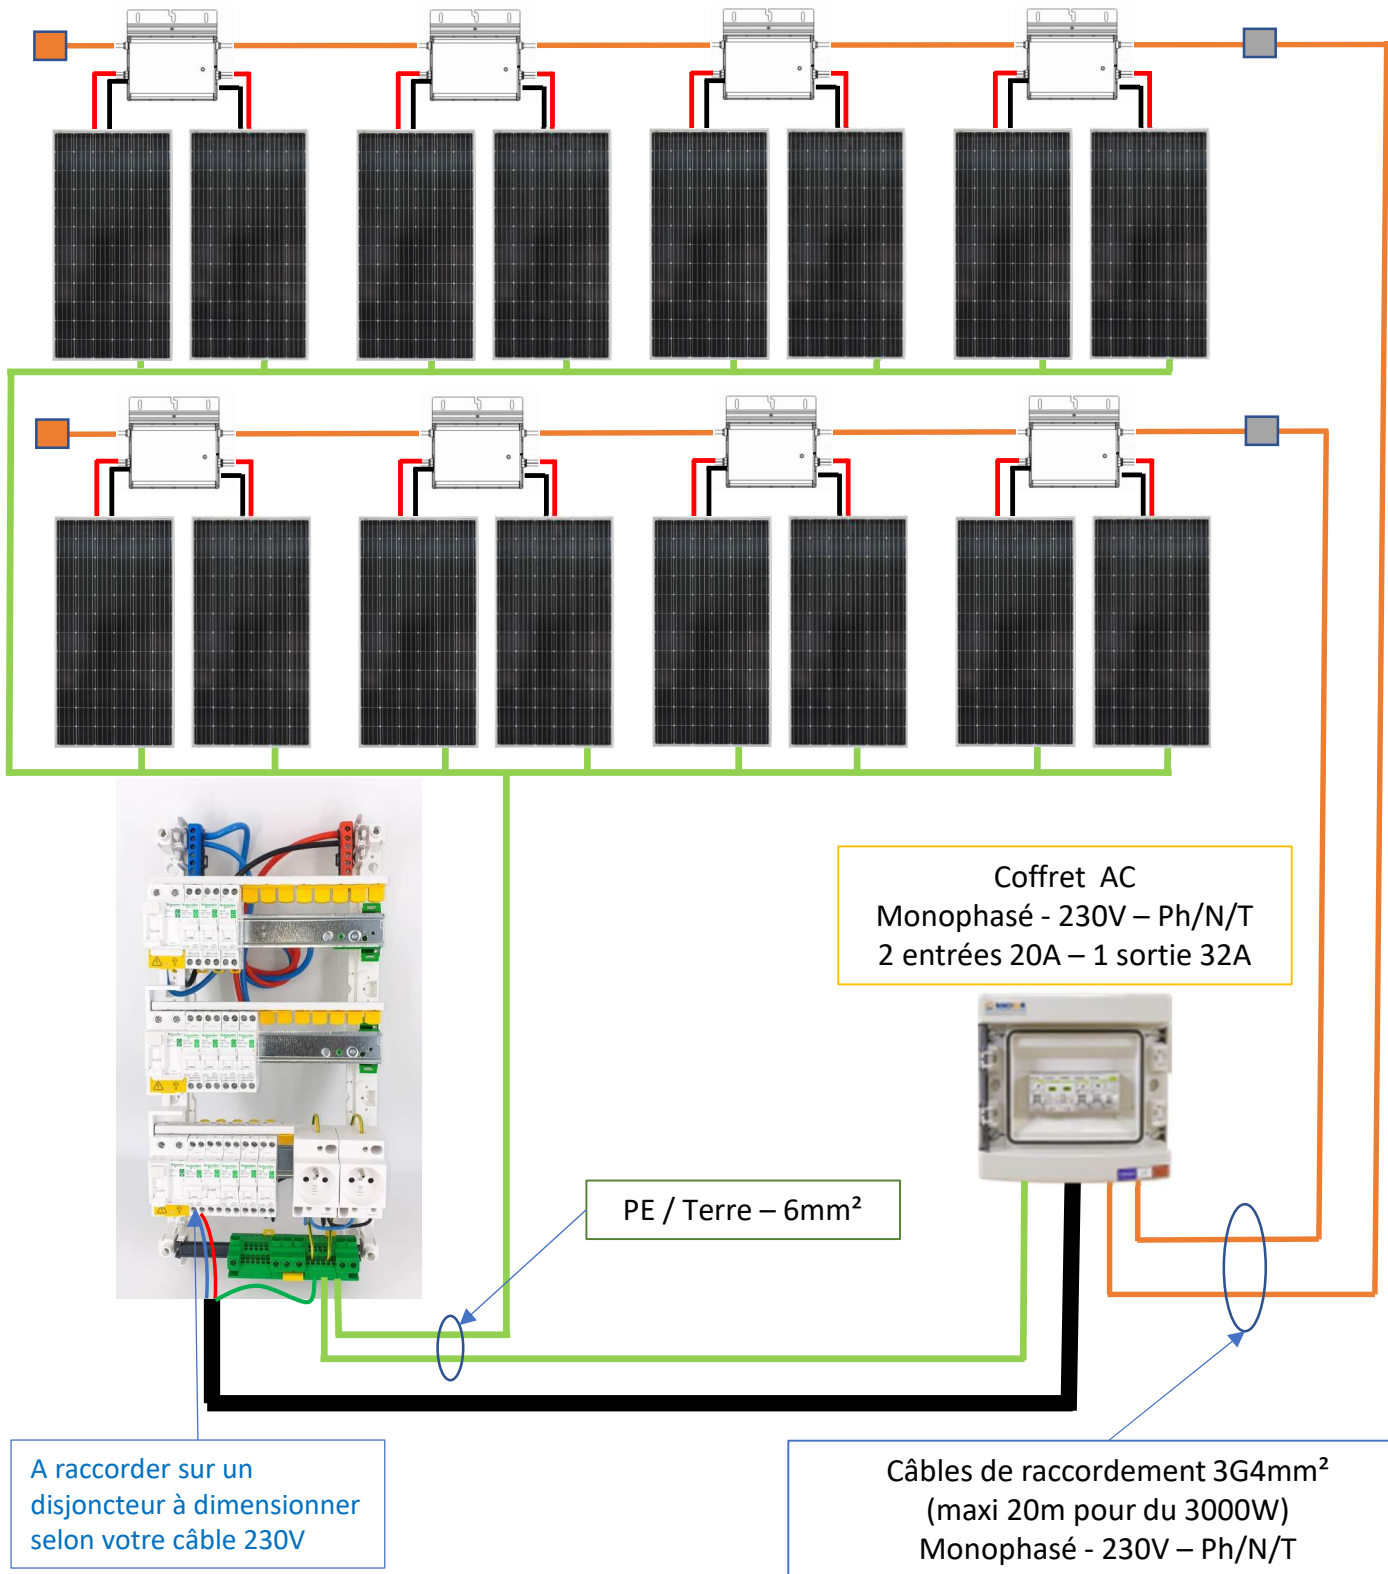 Coffret AC
Monophasé - 230V – Ph/N/T
2 entrées 20A – 1 sortie 32A
PE / Terre – 6mm²
A raccorder sur un
disjoncteur à dimensionner
selon votre câble 230V
Câbles de raccordement 3G4mm²
(maxi 20m pour du 3000W)
Monophasé - 230V – Ph/N/T